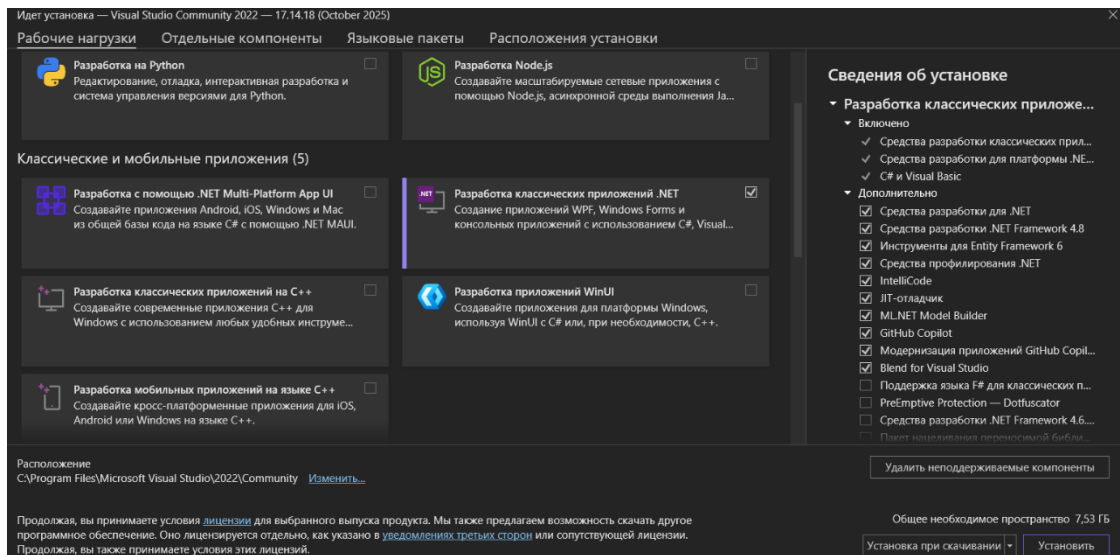 Идет установка — Visual Studio Community 2022 — 17.14.18 (October 2025)
Рабочие нагрузки Отдельные компоненты Языковые пакеты Расположения установки
Разработка на Python
Редактирование, отладка, интерактивная разработка и
система управления версиями для Python.
Разработка Node.js
Создавайте масштабируемые сетевые приложения с
помощью Node.js, асинхронной среды выполнения Ja...
Классические и мобильные приложения (5)
Разработка с помощью .NET Multi-Platform App UI
Создавайте приложения Android, iOS, Windows и Mac
из общей базы кода на языке C# с помощью .NET MAUI.
.NET
Разработка классических приложений .NET
Создание приложений WPF, Windows Forms и
консольных приложений с использованием C#, Visual...
Разработка классических приложений на C++
Создавайте современные приложения C++ для
Windows с использованием любых удобных инструме...
Разработка приложений WinUI
Создавайте приложения для платформы Windows,
используя WinUI с C# или, при необходимости, C++.
Разработка мобильных приложений на языке C++
Создавайте кросс-платформенные приложения для iOS,
Android или Windows на языке C++.
Сведения об установке
Разработка классических приложе...
Включено
Средства разработки классических прил...
Средства разработки для платформы .NE...
C# и Visual Basic
Дополнительно
Средства разработки для .NET
Средства разработки .NET Framework 4.8
Инструменты для Entity Framework 6
Средства профилирования .NET
IntelliCode
JIT-отладчик
ML.NET Model Builder
GitHub Copilot
Модернизация приложений GitHub Copil...
Blend for Visual Studio
Поддержка языка F# для классических п...
PreEmptive Protection — Dotfuscator
Средства разработки .NET Framework 4.6....
Пакет нацеливания переносимой библи...
Расположение
C:\Program Files\Microsoft Visual Studio\2022\Community Изменить...
Удалить неподдерживаемые компоненты
Продолжая, вы принимаете условия лицензии для выбранного выпуска продукта. Мы также предлагаем возможность скачать другое
программное обеспечение. Оно лицензируется отдельно, как указано в уведомлениях третьих сторон или сопутствующей лицензии.
Продолжая, вы также принимаете условия этих лицензий.
Общее необходимое пространство 7,53 ГБ
Установка при скачивании Установить